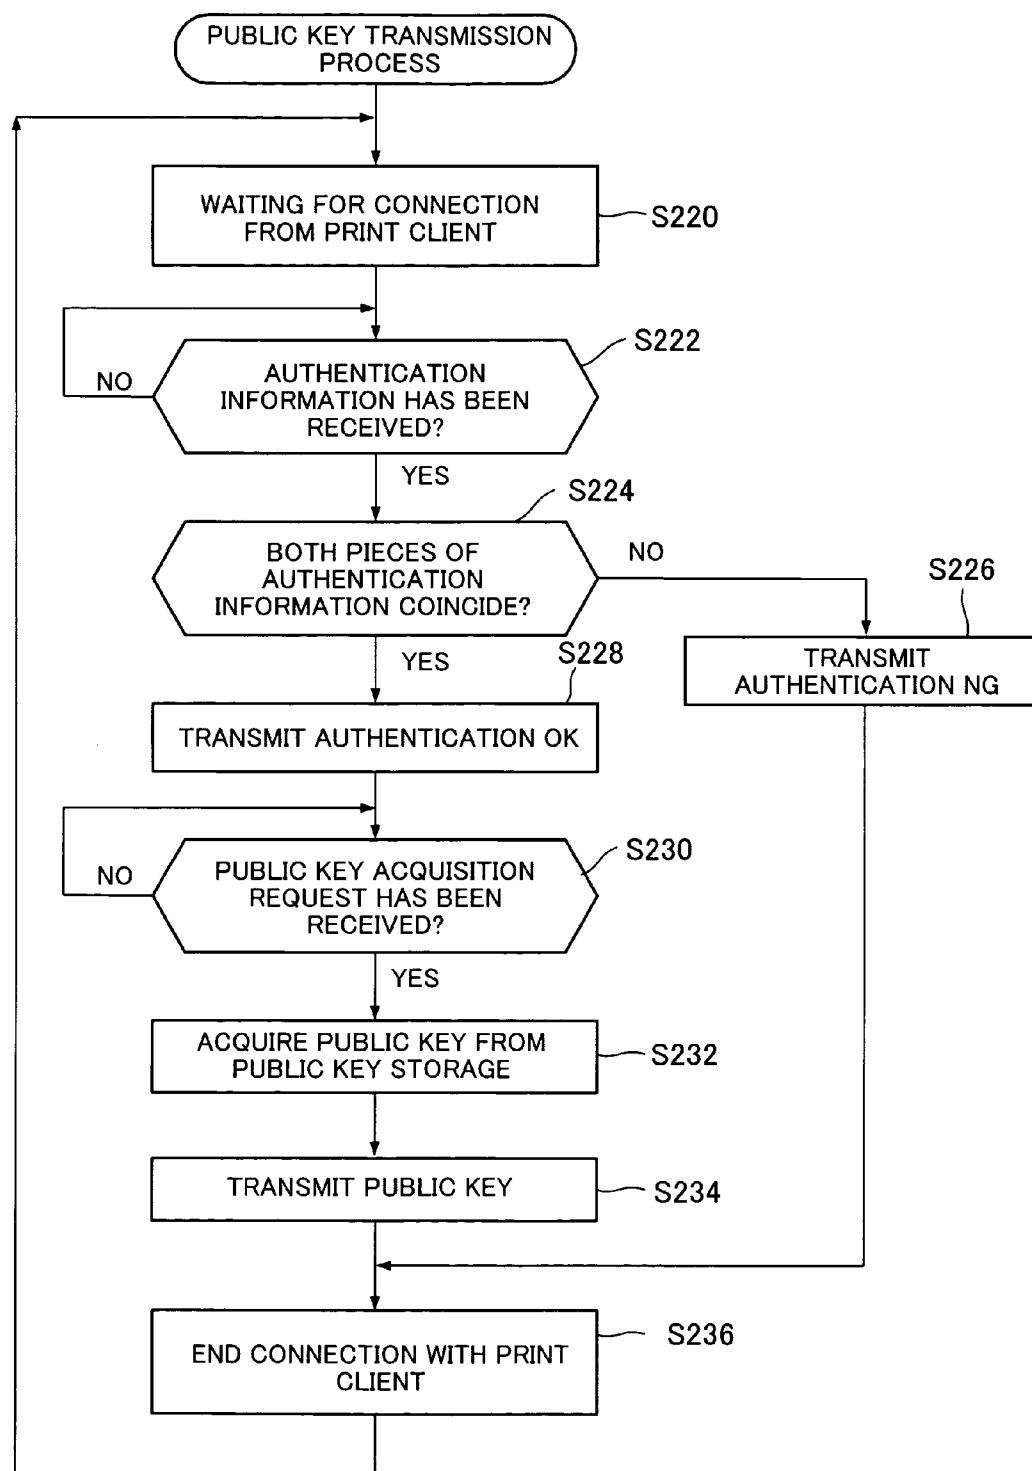 PUBLIC KEY TRANSMISSION
PROCESS
WAITING FOR CONNECTION
FROM PRINT CLIENT
S220
S222
NO
AUTHENTICATION
INFORMATION HAS BEEN
RECEIVED?
YES
S224
BOTH PIECES OF
AUTHENTICATION
INFORMATION COINCIDE?
NO
S226
TRANSMIT
AUTHENTICATION NG
YES
S228
TRANSMIT AUTHENTICATION OK
S230
NO
PUBLIC KEY ACQUISITION
REQUEST HAS BEEN
RECEIVED?
YES
ACQUIRE PUBLIC KEY FROM
PUBLIC KEY STORAGE
S232
TRANSMIT PUBLIC KEY
S234
END CONNECTION WITH PRINT
CLIENT
S236